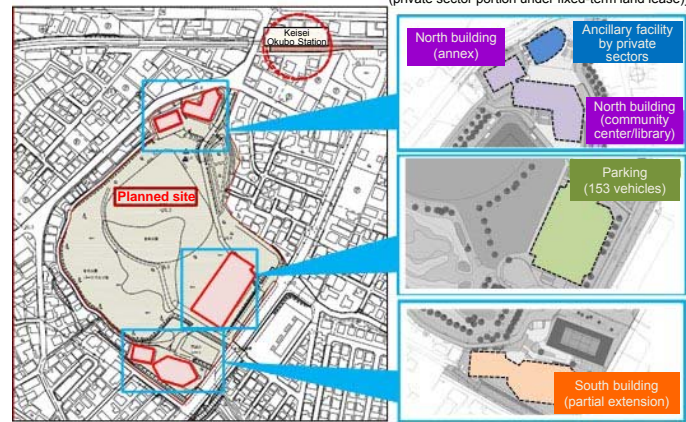 (private sector portion under fixed-term land lease)
Keisei
Okubo Station
Planned site
North building
(annex)
Ancillary facility
by private
sectors
North building
(community
center/library)
Parking
(153 vehicles)
South building
(partial extension)